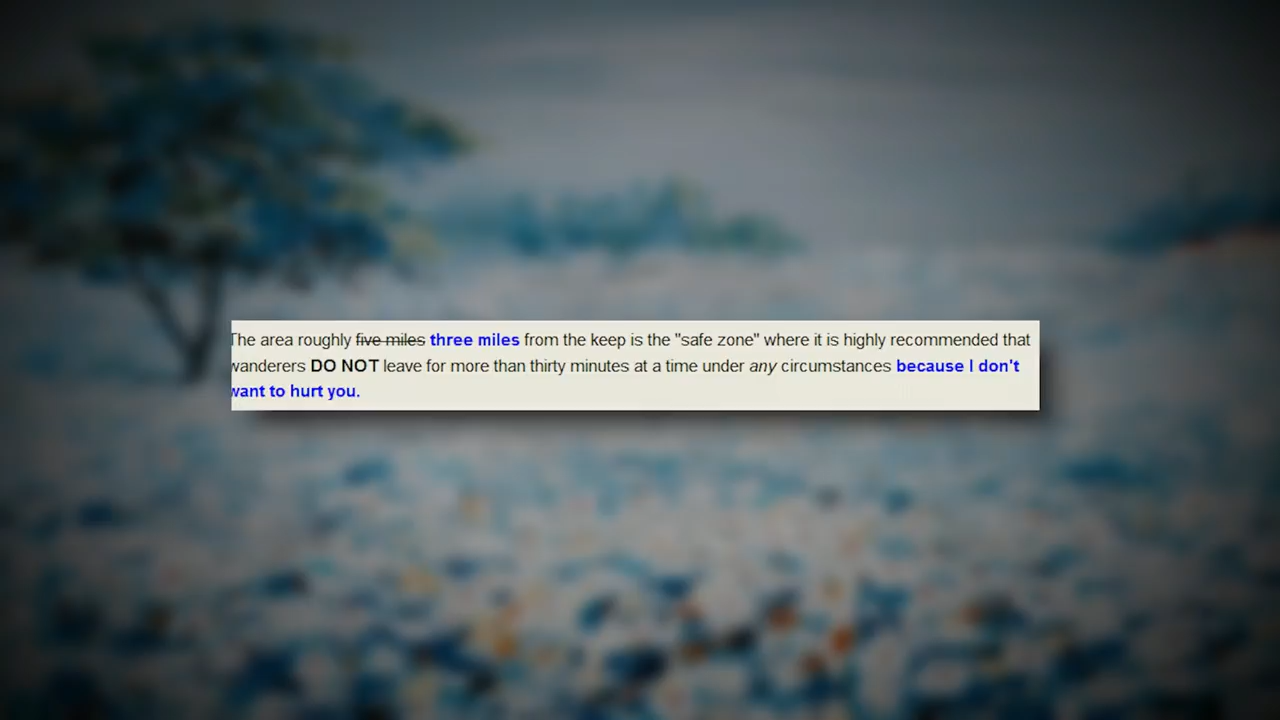 The area roughly five miles three miles from the keep is the "safe zone" where it is highly recommended that
wanderers DO NOT leave for more than thirty minutes at a time under any circumstances because I don't
want to hurt you.